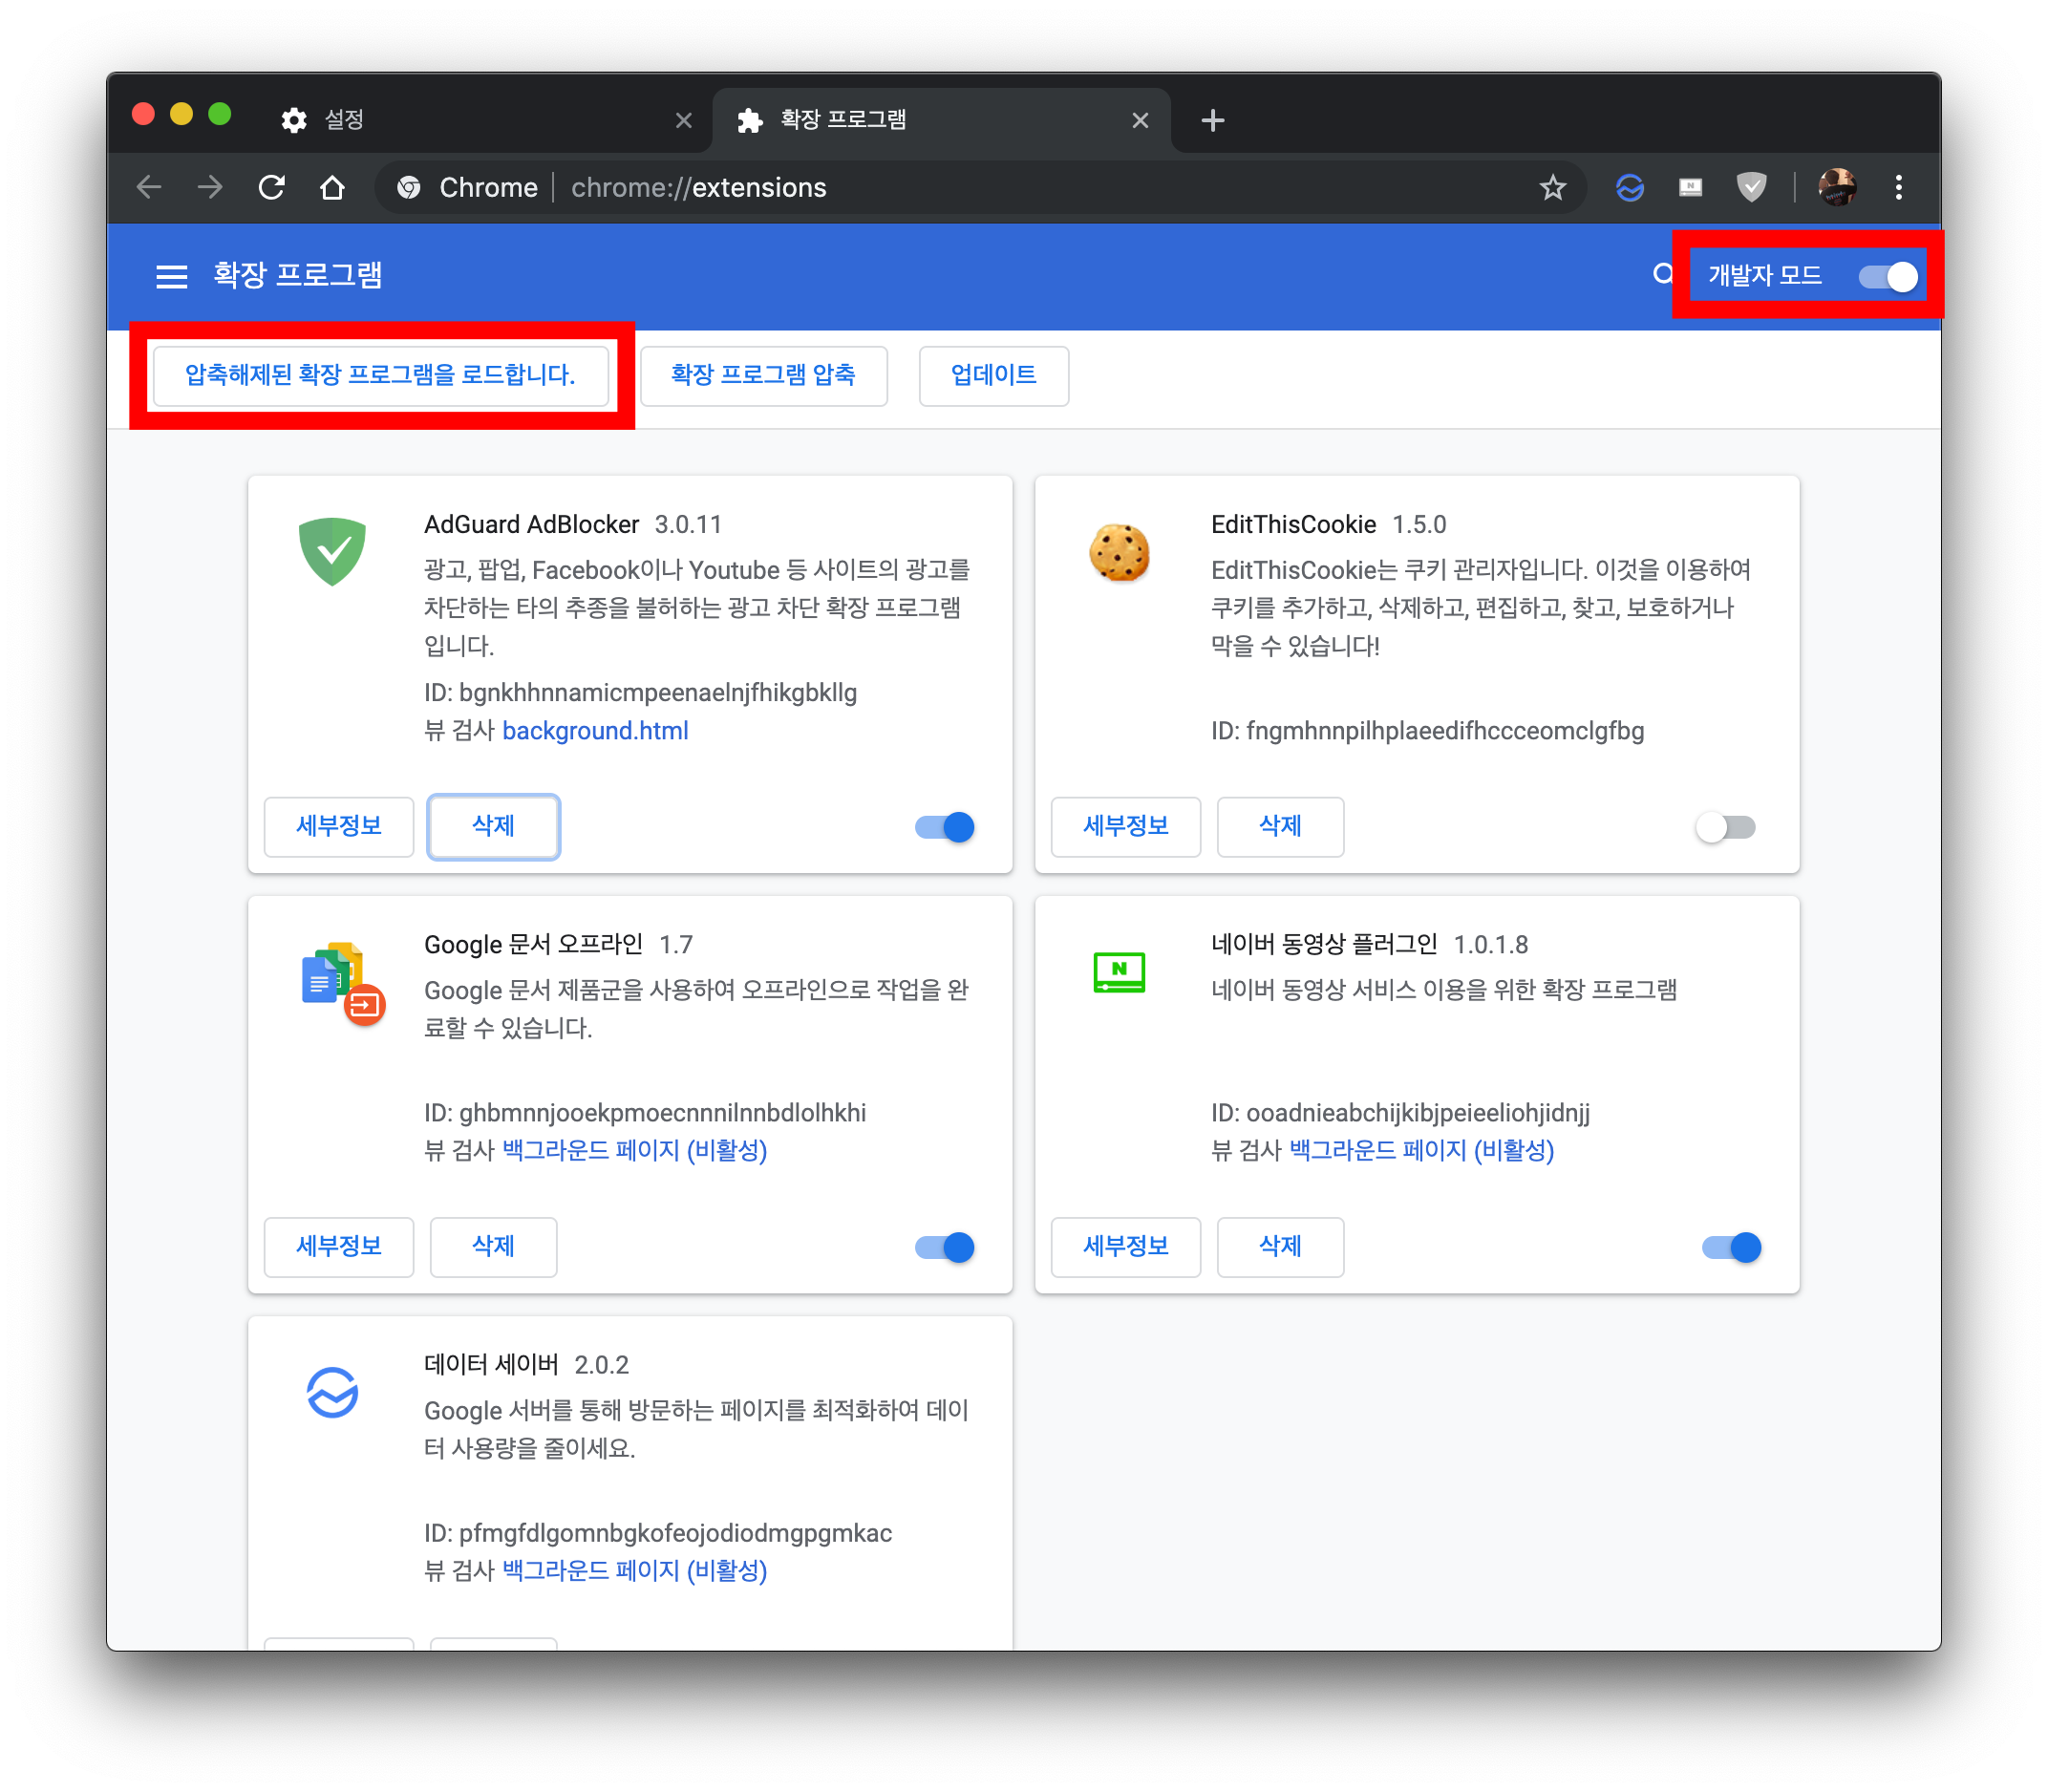 설정
확장 프로그램
Chrome
chrome://extensions
확장 프로그램
개발자 모드
압축해제된 확장 프로그램을 로드합니다.
확장 프로그램 압축
업데이트
AdGuard AdBlocker 3.0.11
광고, 팝업, Facebook이나 Youtube 등 사이트의 광고를
차단하는 타의 추종을 불허하는 광고 차단 확장 프로그램
입니다.
ID: bgnkhhnnamicmpeenaelnjfhikgbkllg
뷰 검사 background.html
세부정보
삭제
EditThisCookie 1.5.0
EditThisCookie는 쿠키 관리자입니다. 이것을 이용하여
쿠키를 추가하고, 삭제하고, 편집하고, 찾고, 보호하거나
막을 수 있습니다!
ID: fngmhnnpilhplaeedifhccceomclgfbg
세부정보
삭제
Google 문서 오프라인 1.7
Google 문서 제품군을 사용하여 오프라인으로 작업을 완
료할 수 있습니다.
ID: ghbmnnjooekpmoecnnnilnnbdlolhkhi
뷰 검사 백그라운드 페이지 (비활성)
세부정보
삭제
N
네이버 동영상 플러그인 1.0.1.8
네이버 동영상 서비스 이용을 위한 확장 프로그램
ID: ooadnieabchijkibjpeieeliohjidnjj
뷰 검사 백그라운드 페이지 (비활성)
세부정보
삭제
데이터 세이버 2.0.2
Google 서버를 통해 방문하는 페이지를 최적화하여 데이
터 사용량을 줄이세요.
ID: pfmgfdlgomnbgkofeojodiodmgpgmkac
뷰 검사 백그라운드 페이지 (비활성)